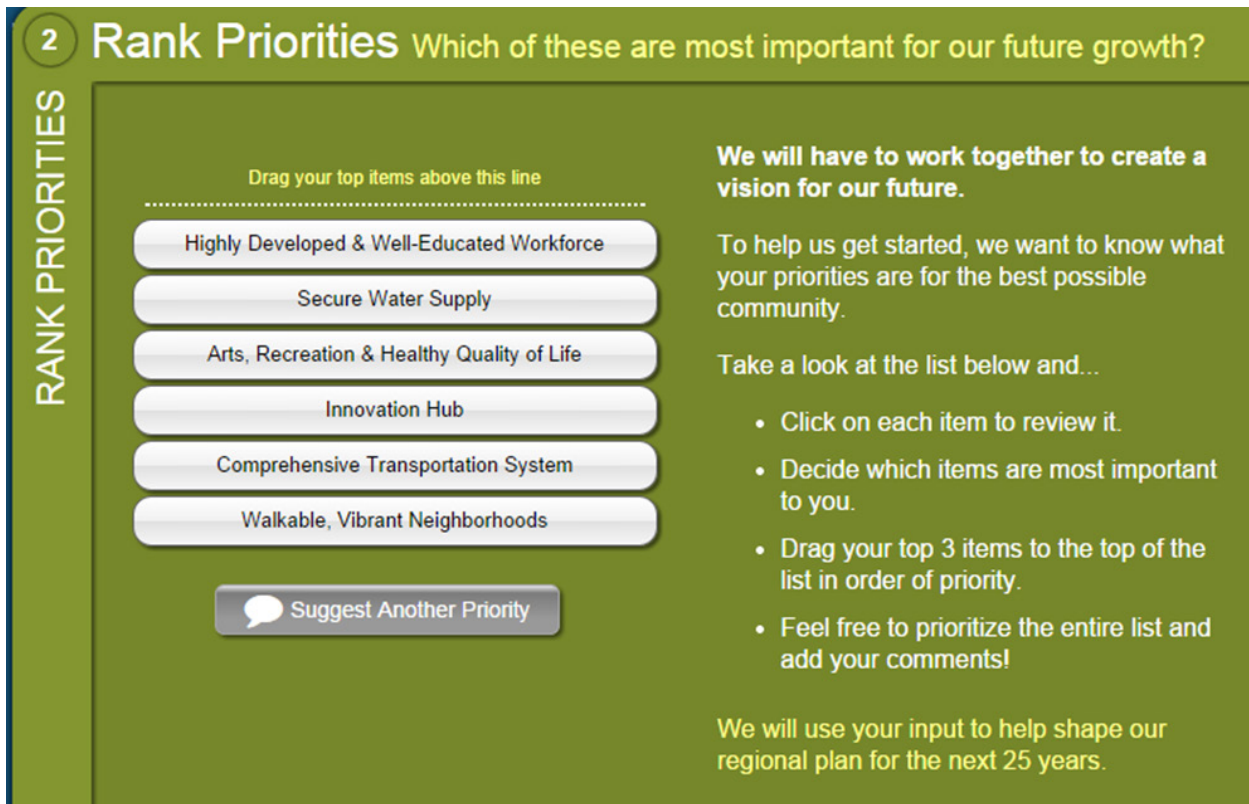 2 Rank Priorities Which of these are most important for our future growth?
RANK PRIORITIES
Drag your top items above this line
Highly Developed & Well-Educated Workforce
Secure Water Supply
Arts, Recreation & Healthy Quality of Life
Innovation Hub
Comprehensive Transportation System
Walkable, Vibrant Neighborhoods
Suggest Another Priority
We will have to work together to create a
vision for our future.
To help us get started, we want to know what
your priorities are for the best possible
community.
Take a look at the list below and...
• Click on each item to review it.
• Decide which items are most important
to you.
• Drag your top 3 items to the top of the
list in order of priority.
• Feel free to prioritize the entire list and
add your comments!
We will use your input to help shape our
regional plan for the next 25 years.